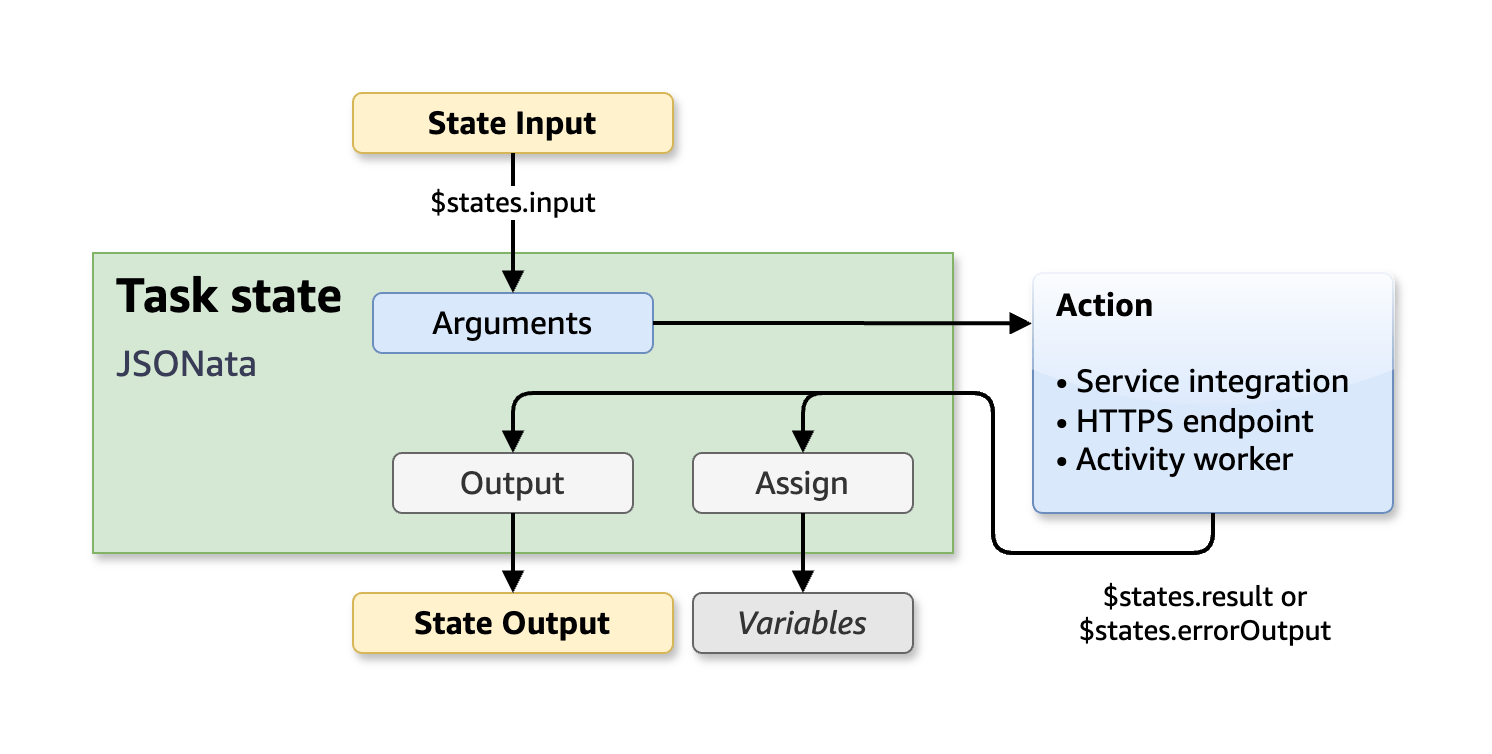 State Input
$states.input
Task state
JSONata
Arguments
Action
• Service integration
• HTTPS endpoint
• Activity worker
Output
Assign
State Output
Variables
$states.result or
$states.errorOutput